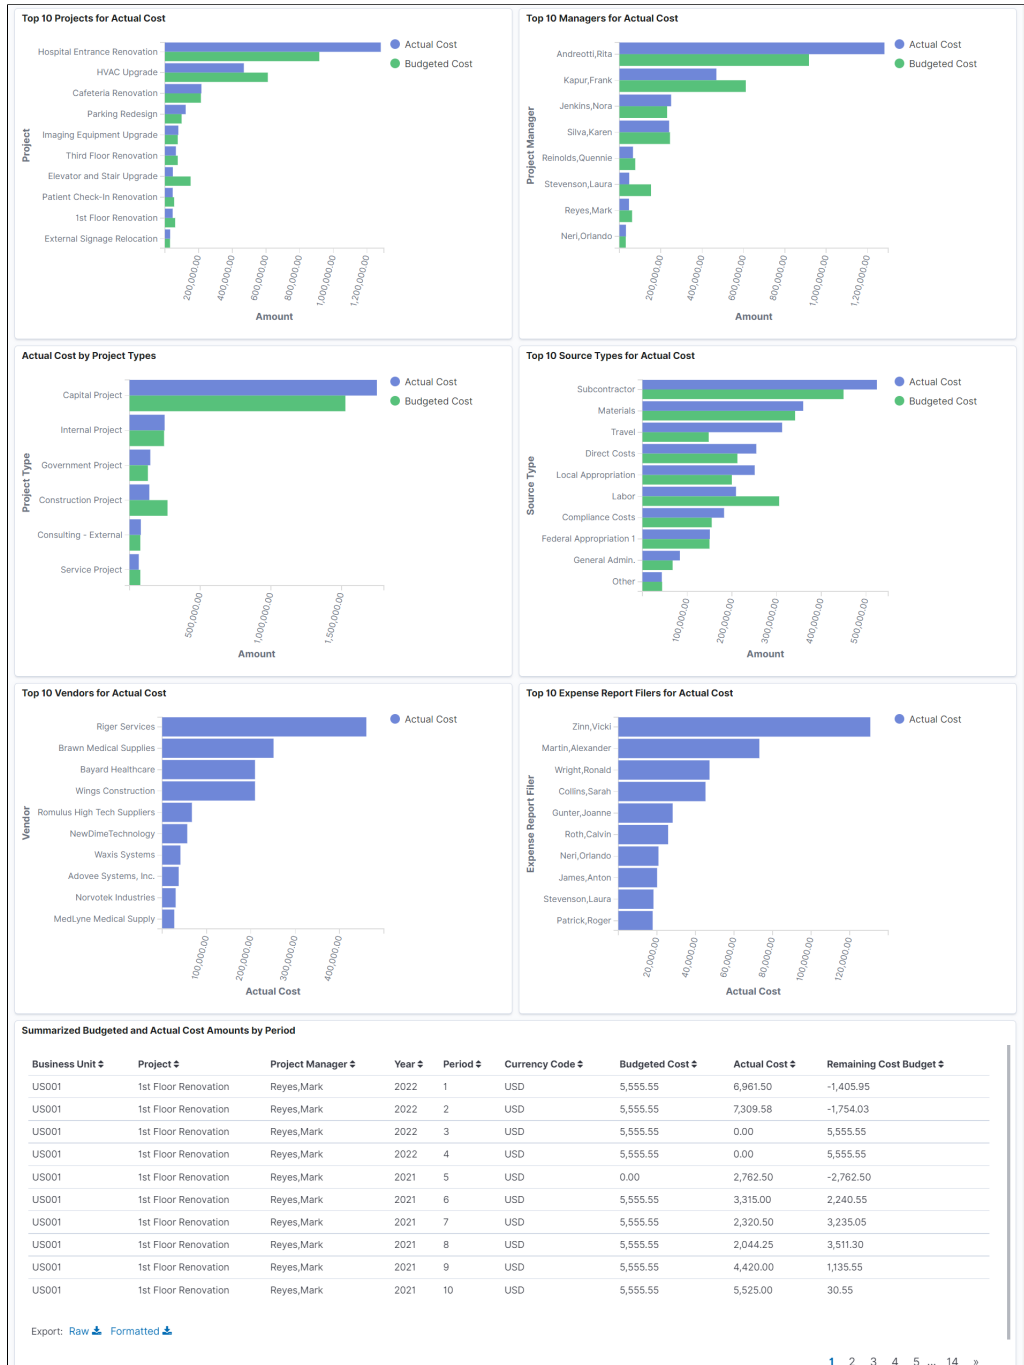 Top 10 Projects for Actual Cost
Project
Hospital Entrance Renovation
HVAC Upgrade
Cafeteria Renovation
Parking Redesign
Imaging Equipment Upgrade
Third Floor Renovation
Elevator and Stair Upgrade
Patient Check-In Renovation
1st Floor Renovation
External Signage Relocation
200,000.00
400,000.00
600,000.00
800,000.00
1,000,000.00
1,200,000.00
Amount
Actual Cost
Budgeted Cost
Top 10 Managers for Actual Cost
Project Manager
Andreotti,Rita
Kapur,Frank
Jenkins,Nora
Silva,Karen
Reinolds,Quennie
Stevenson,Laura
Reyes,Mark
Neri,Orlando
200,000.00
400,000.00
600,000.00
800,000.00
1,000,000.00
1,200,000.00
Amount
Actual Cost
Budgeted Cost
Actual Cost by Project Types
Project Type
Capital Project
Internal Project
Government Project
Construction Project
Consulting - External
Service Project
500,000.00
1,000,000.00
1,500,000.00
Amount
Actual Cost
Budgeted Cost
Top 10 Source Types for Actual Cost
Source Type
Subcontractor
Materials
Travel
Direct Costs
Local Appropriation
Labor
Compliance Costs
Federal Appropriation 1
General Admin.
Other
100,000.00
200,000.00
300,000.00
400,000.00
500,000.00
Amount
Actual Cost
Budgeted Cost
Top 10 Vendors for Actual Cost
Vendor
Riger Services
Brawn Medical Supplies
Bayard Healthcare
Wings Construction
Romulus High Tech Suppliers
NewDimeTechnology
Waxis Systems
Adovee Systems, Inc.
Norvotek Industries
MedLyne Medical Supply
100,000.00
200,000.00
300,000.00
400,000.00
Actual Cost
Actual Cost
Top 10 Expense Report Filers for Actual Cost
Expense Report Filer
Zinn,Vicki
Martin,Alexander
Wright,Ronald
Collins,Sarah
Gunter,Joanne
Roth,Calvin
Neri,Orlando
James,Anton
Stevenson,Laura
Patrick,Roger
20,000.00
40,000.00
60,000.00
80,000.00
100,000.00
120,000.00
Actual Cost
Actual Cost
Summarized Budgeted and Actual Cost Amounts by Period
Business Unit Project Project Manager Year Period Currency Code Budgeted Cost Actual Cost Remaining Cost Budget
US001 1st Floor Renovation Reyes,Mark 2022 1 USD 5,555.55 6,961.50 -1,405.95
US001 1st Floor Renovation Reyes,Mark 2022 2 USD 5,555.55 7,309.58 -1,754.03
US001 1st Floor Renovation Reyes,Mark 2022 3 USD 5,555.55 0.00 5,555.55
US001 1st Floor Renovation Reyes,Mark 2022 4 USD 5,555.55 0.00 5,555.55
US001 1st Floor Renovation Reyes,Mark 2021 5 USD 0.00 2,762.50 -2,762.50
US001 1st Floor Renovation Reyes,Mark 2021 6 USD 5,555.55 3,315.00 2,240.55
US001 1st Floor Renovation Reyes,Mark 2021 7 USD 5,555.55 2,320.50 3,235.05
US001 1st Floor Renovation Reyes,Mark 2021 8 USD 5,555.55 2,044.25 3,511.30
US001 1st Floor Renovation Reyes,Mark 2021 9 USD 5,555.55 4,420.00 1,135.55
US001 1st Floor Renovation Reyes,Mark 2021 10 USD 5,555.55 5,525.00 30.55
Export: Raw Formatted
1 2 3 4 5 ... 14 »